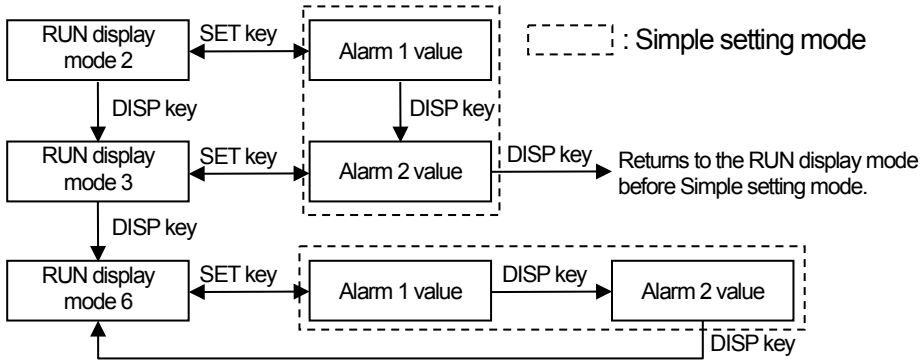 RUN display
mode 2
SET key
Alarm 1 value
: Simple setting mode
DISP key
DISP key
RUN display
mode 3
SET key
Alarm 2 value
DISP key
Returns to the RUN display mode
before Simple setting mode.
DISP key
RUN display
mode 6
SET key
Alarm 1 value
DISP key
Alarm 2 value
DISP key